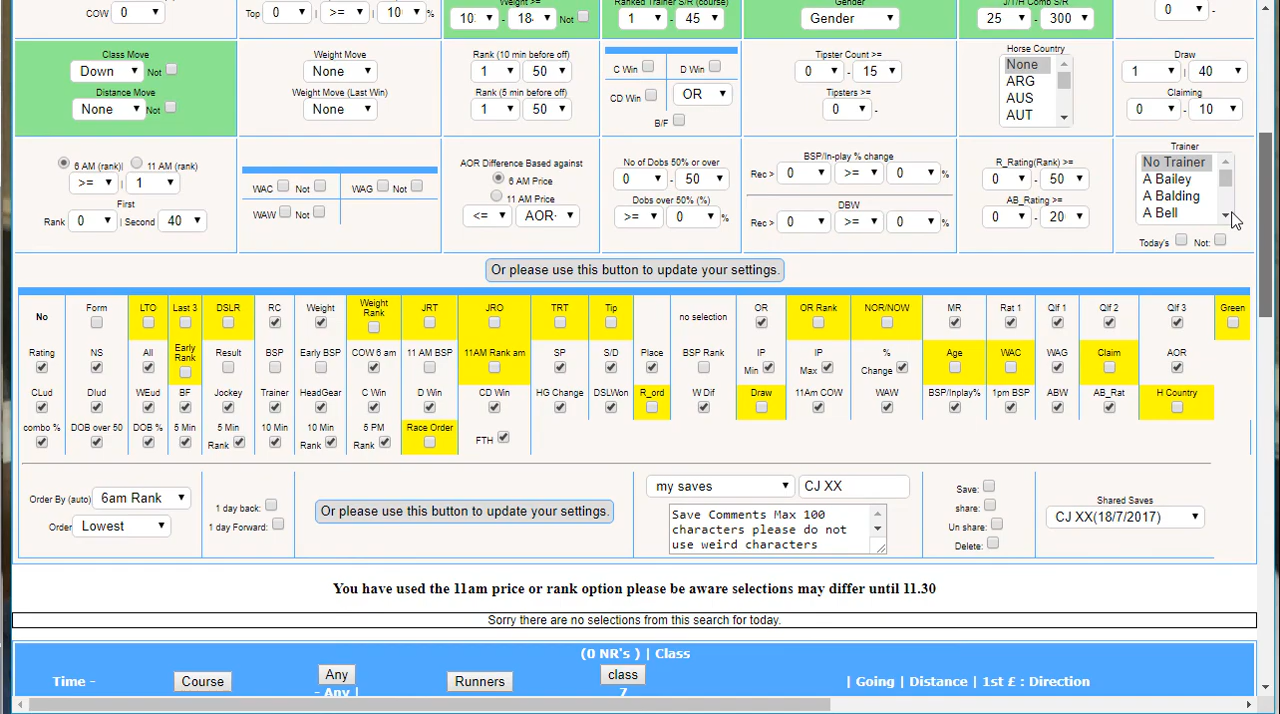 COW 0
Top 0 | >= | 10 %
Weight >=
10. - 18 Not
Ranked Trainer S/R (course)
1 - 45
Gender
Gender
J/T/H Comb S/R
25 - 300
0 -
Class Move
Down Not
Distance Move
None Not
Weight Move
None
Weight Move (Last Win)
None
Rank (10 min before off)
1 50
Rank (5 min before off)
1 50
C Win D Win
CD Win OR
B/F
Tipster Count >=
0 - 15
Tipsters >=
0 -
Horse Country
None
ARG
AUS
AUT
Draw
1 | 40
Claiming
0 - 10
6 AM (rank)| 11 AM (rank)
>= | 1
First
Rank 0 | Second 40
WAC Not WAG Not
WAW Not
AOR Difference Based against
6 AM Price
11 AM Price
<= AOR-
No of Dobs 50% or over
0 - 50
Dobs over 50% (%)
>= 0 %
BSP/In-play % change
Rec > 0 >= 0 %
DBW
Rec > 0 >= 0 %
R_Rating(Rank) >=
0 - 50
AB_Rating >=
0 - 20
Trainer
No Trainer
A Bailey
A Balding
A Bell
Today's Not:
Or please use this button to update your settings.
No Form LTO Last 3 DSLR RC Weight Weight Rank JRT JRO TRT Tip no selection OR OR Rank NOR/NOW MR Rat 1 Qlf 1 Qlf 2 Qlf 3 Green
Rating NS All Early Rank Result BSP Early BSP COW 6 am 11 AM BSP 11AM Rank am SP S/D Place BSP Rank IP Min IP Max % Change Age WAC WAG Claim AOR
CLud Dlud WEud BF Jockey Trainer HeadGear C Win D Win CD Win HG Change DSLWon R_ord W Dif Draw 11Am COW WAW BSP/Inplay% 1pm BSP ABW AB_Rat H Country
combo % DOB over 50 DOB % 5 Min 5 Min Rank 10 Min 10 Min Rank 5 PM Rank Race Order FTH
Order By (auto) 6am Rank
Order Lowest
1 day back:
1 day Forward:
Or please use this button to update your settings.
my saves CJ XX
Save Comments Max 100
characters please do not
use weird characters
Save:
share:
Un share:
Delete:
Shared Saves
CJ XX(18/7/2017)
You have used the 11am price or rank option please be aware selections may differ until 11.30
Sorry there are no selections from this search for today.
(0 NR's ) | Class
Time - Course Any Runners class | Going | Distance | 1st £ : Direction
- Any | 7